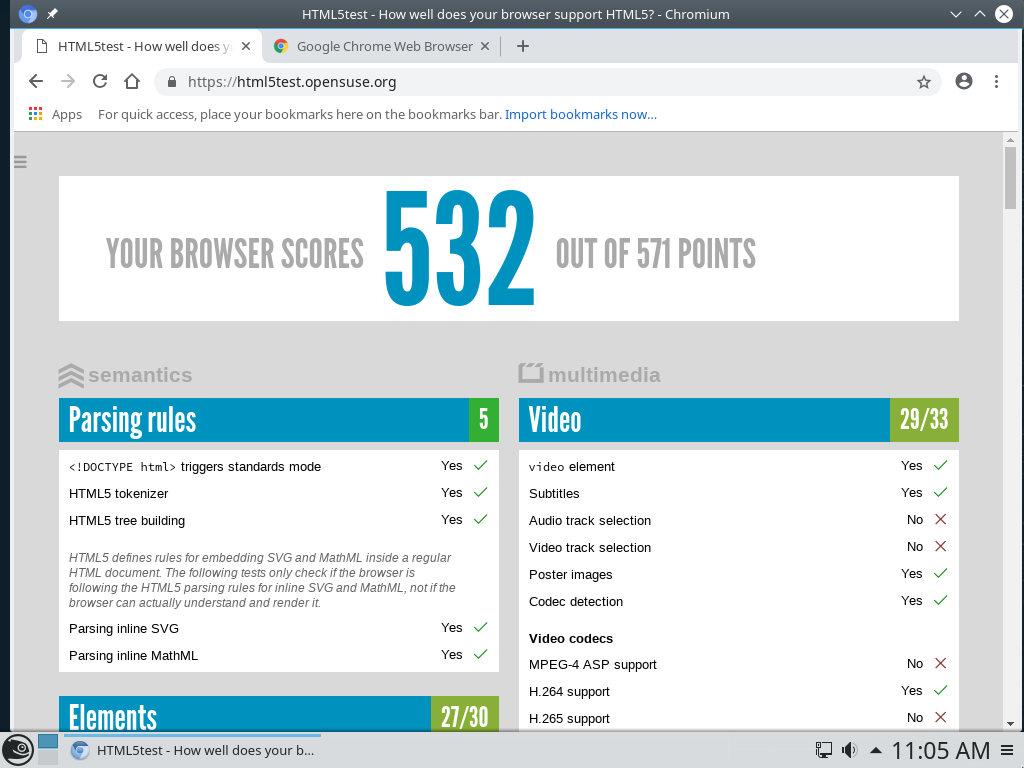 HTML5test - How well does your browser support HTML5? - Chromium
HTML5test - How well does y
Google Chrome Web Browser
https://html5test.opensuse.org
Apps For quick access, place your bookmarks here on the bookmarks bar. Import bookmarks now...
YOUR BROWSER SCORES 532 OUT OF 571 POINTS
semantics
Parsing rules 5
<!DOCTYPE html> triggers standards mode Yes
HTML5 tokenizer Yes
HTML5 tree building Yes
HTML5 defines rules for embedding SVG and MathML inside a regular
HTML document. The following tests only check if the browser is
following the HTML5 parsing rules for inline SVG and MathML, not if the
browser can actually understand and render it.
Parsing inline SVG Yes
Parsing inline MathML Yes
Elements 27/30
multimedia
Video 29/33
video element Yes
Subtitles Yes
Audio track selection No
Video track selection No
Poster images Yes
Codec detection Yes
Video codecs
MPEG-4 ASP support No
H.264 support Yes
H.265 support No
HTML5test - How well does your b...
11:05 AM